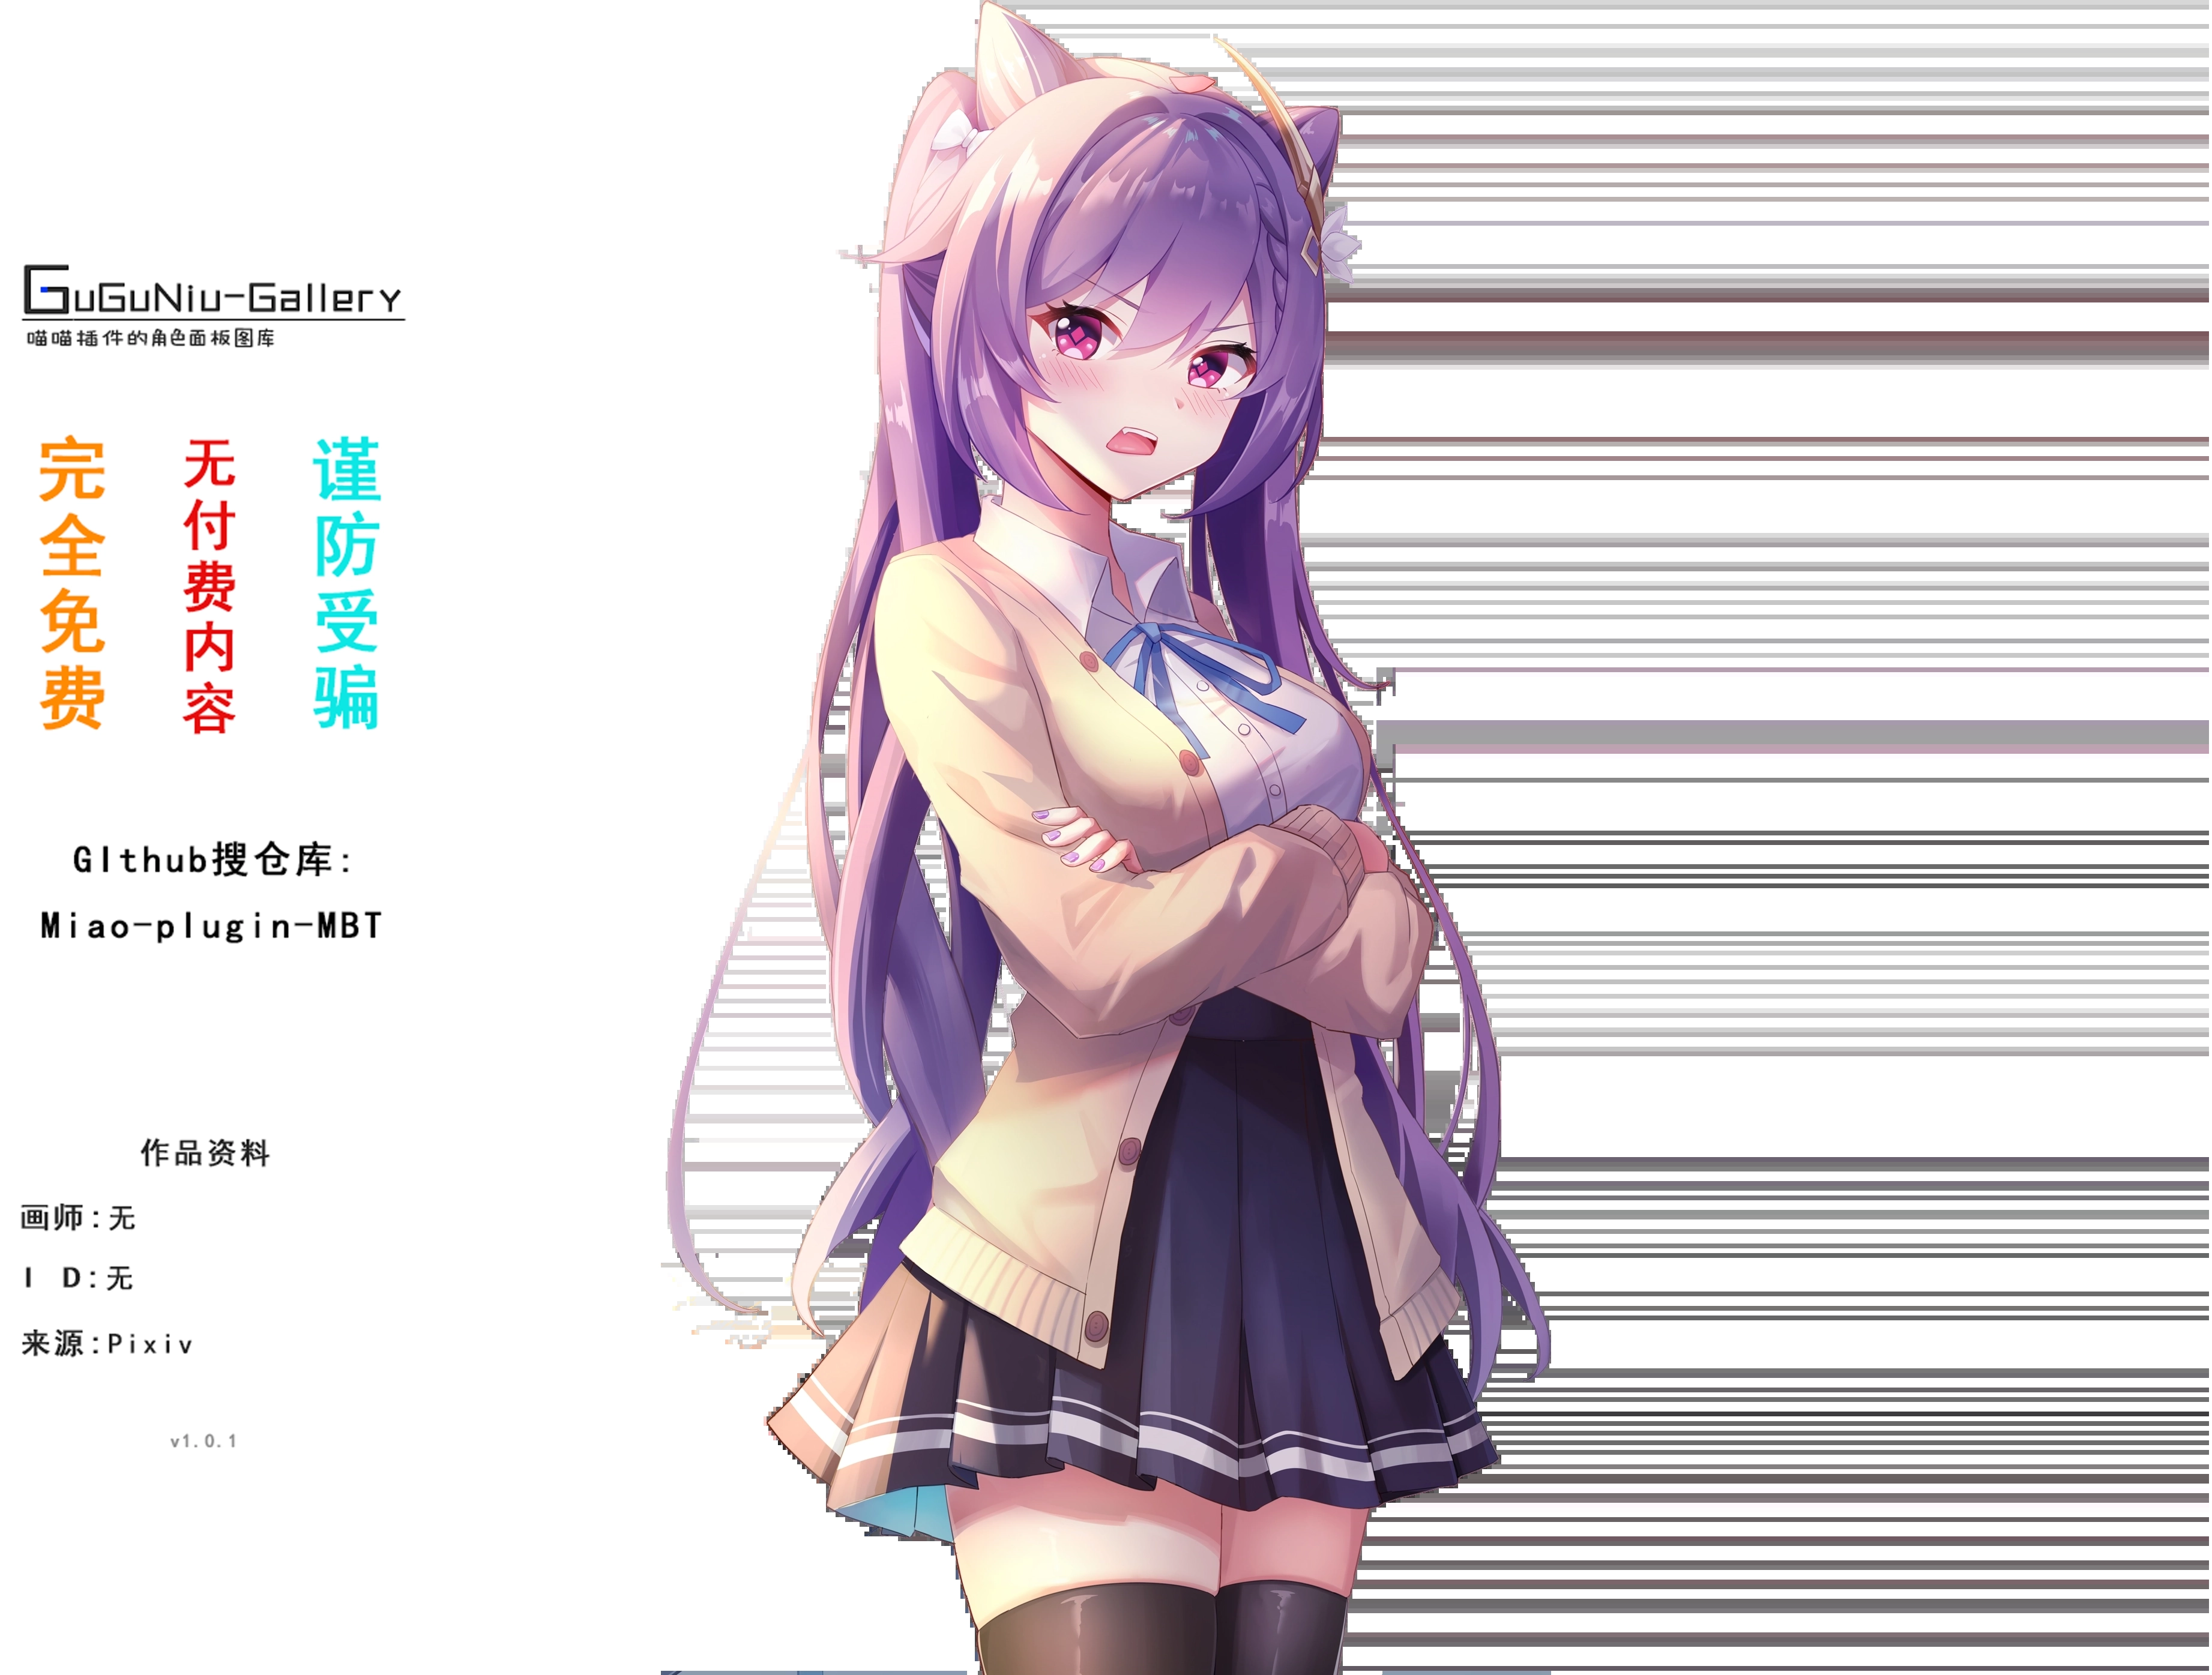 GuGuNiu-Gallery
喵喵插件的角色面板图库
完全免费
无付费内容
谨防受骗
GIthub搜仓库:
Miao-plugin-MBT
作品资料
画师:无
I D:无
来源:Pixiv
v1.0.1